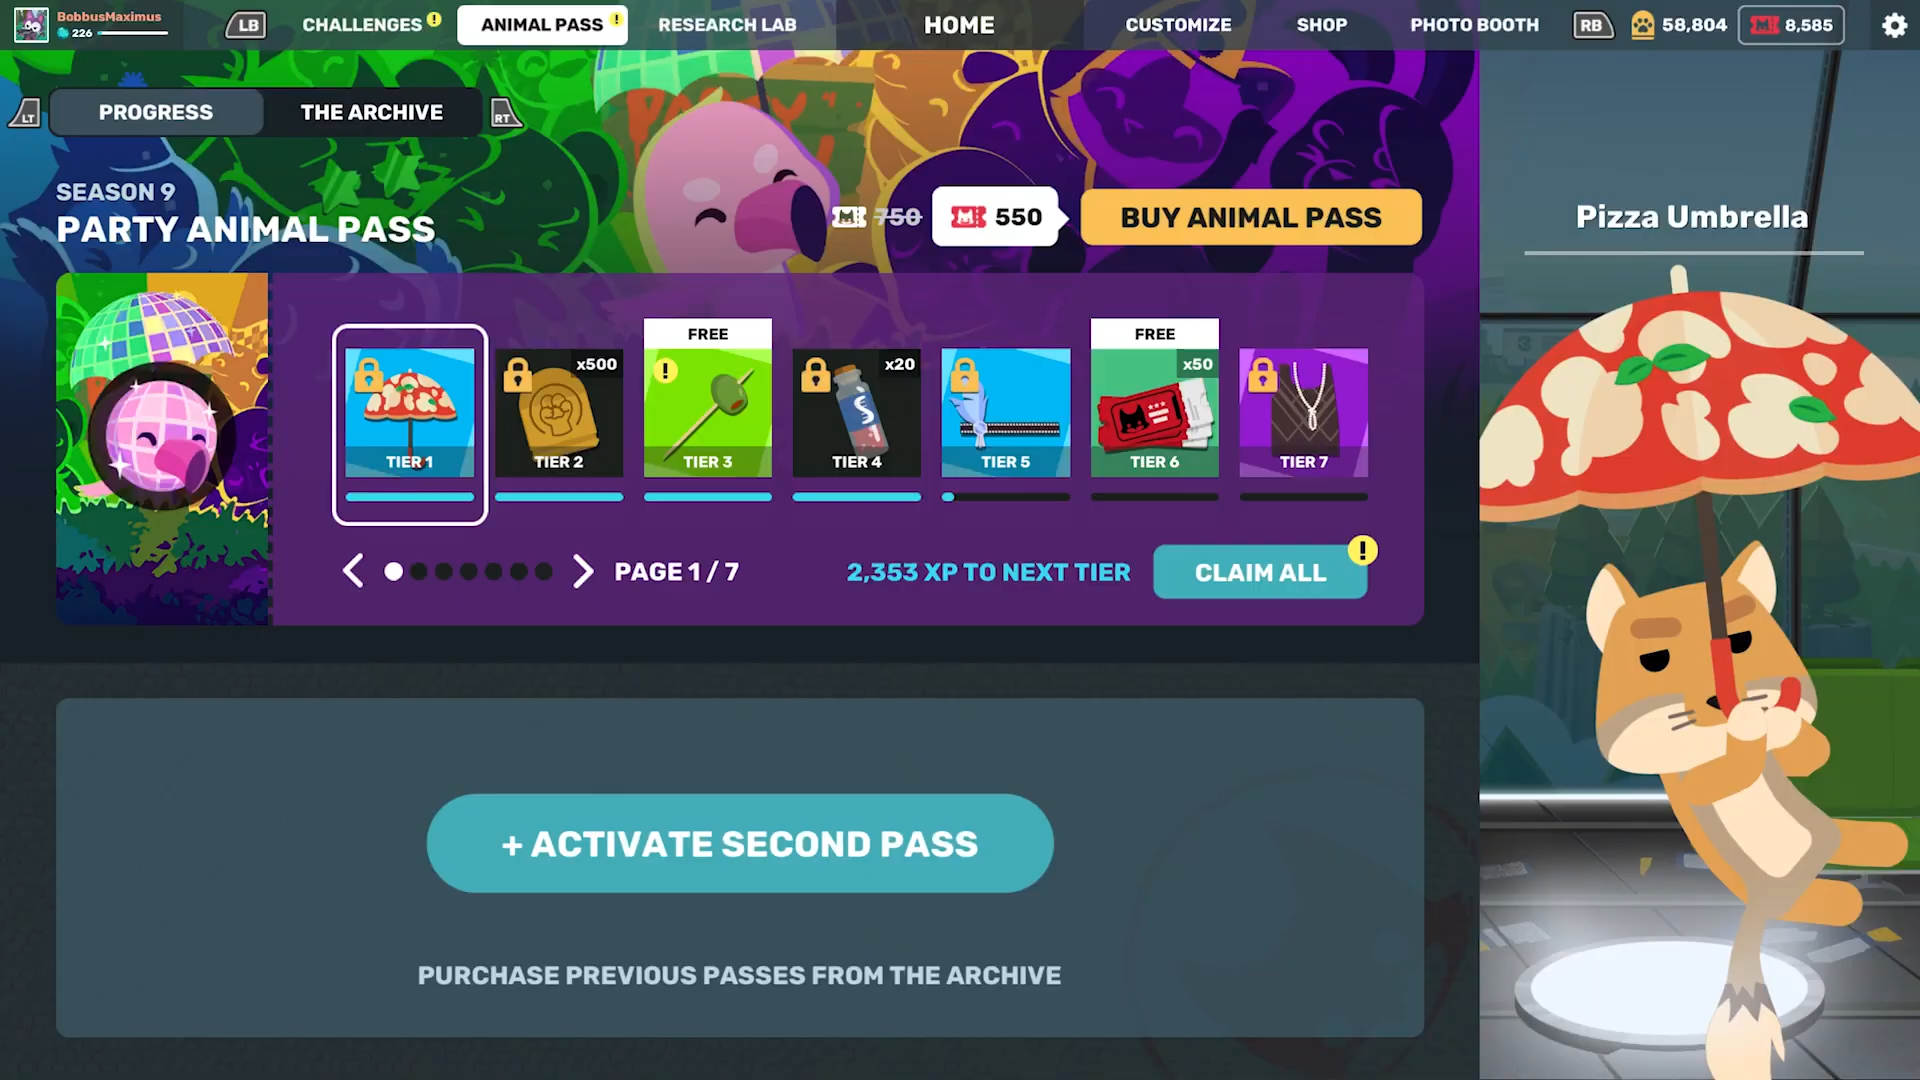 BobbusMaximus
226
LB
CHALLENGES
!
ANIMAL PASS
!
RESEARCH LAB
HOME
CUSTOMIZE
SHOP
PHOTO BOOTH
RB
58,804
8,585
LT
PROGRESS
THE ARCHIVE
RT
SEASON 9
PARTY ANIMAL PASS
750
550
BUY ANIMAL PASS
Pizza Umbrella
TIER 1
x500
TIER 2
FREE
!
TIER 3
x20
S
TIER 4
TIER 5
FREE
x50
TIER 6
TIER 7
PAGE 1 / 7
2,353 XP TO NEXT TIER
CLAIM ALL
!
+ ACTIVATE SECOND PASS
PURCHASE PREVIOUS PASSES FROM THE ARCHIVE